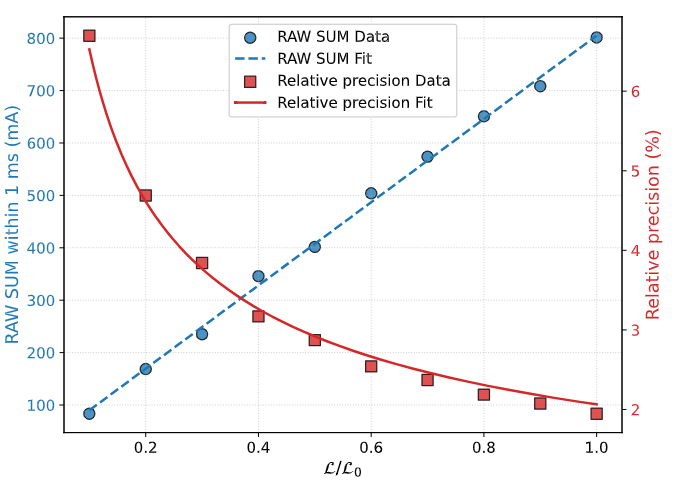 RAW SUM Data
RAW SUM Fit
Relative precision Data
Relative precision Fit
800
700
600
500
400
300
200
100
RAW SUM within 1 ms (mA)
6
5
4
3
2
Relative precision (%)
0.2 0.4 0.6 0.8 1.0
ℒ/ℒ₀